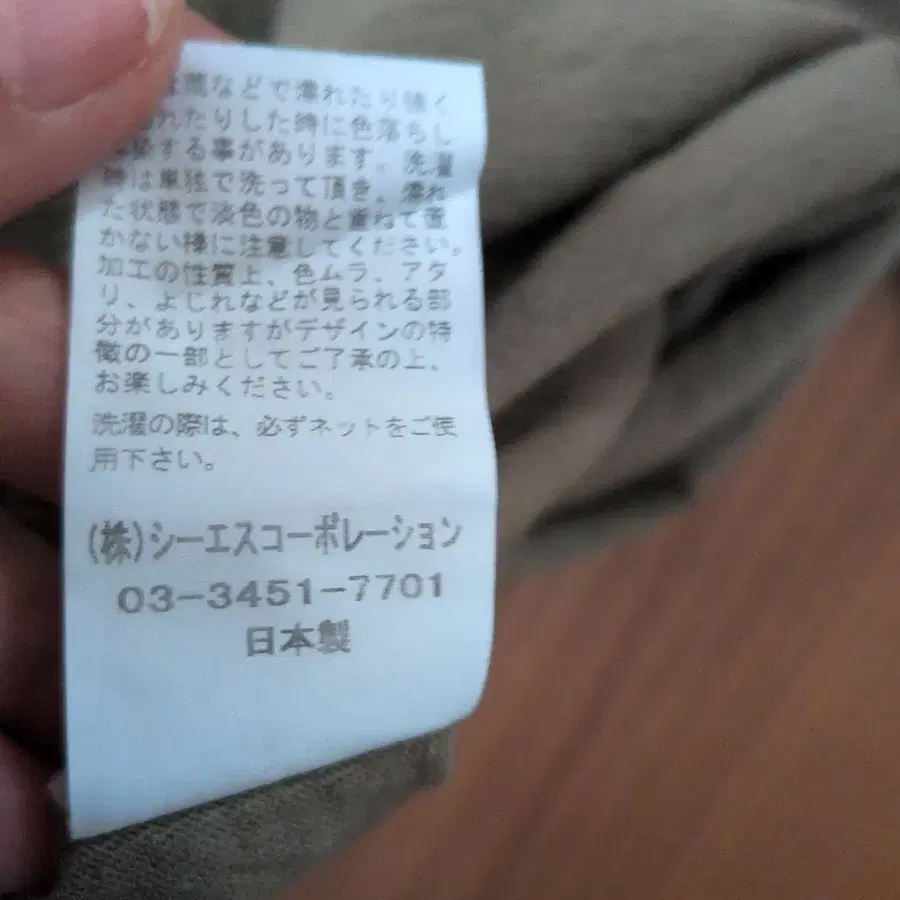 などで濡れたり強く
れたりした時に色落ちし
する事があります。洗濯
時は単独で洗って頂き、濡れ
た状態で淡色の物と重ねて置
かない様に注意してください。
加工の性質上、色ムラ、アタ
リ、よじれなどが見られる部
分がありますがデザインの特
徴の一部としてご了承の上、
お楽しみください。
洗濯の際は、必ずネットをご使
用下さい。
(株)シーエスコーポレーション
03-3451-7701
日本製